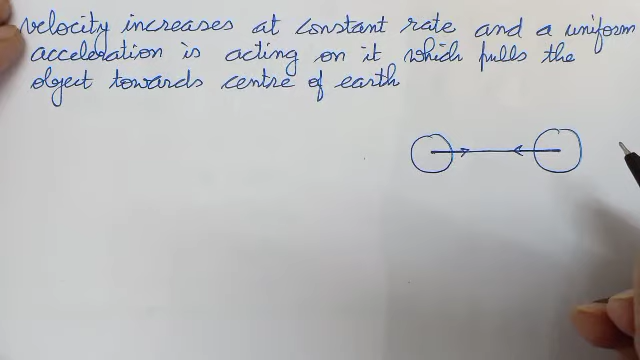 velocity increases at constant rate and a uniform
acceleration is acting on it which pulls the
object towards centre of earth